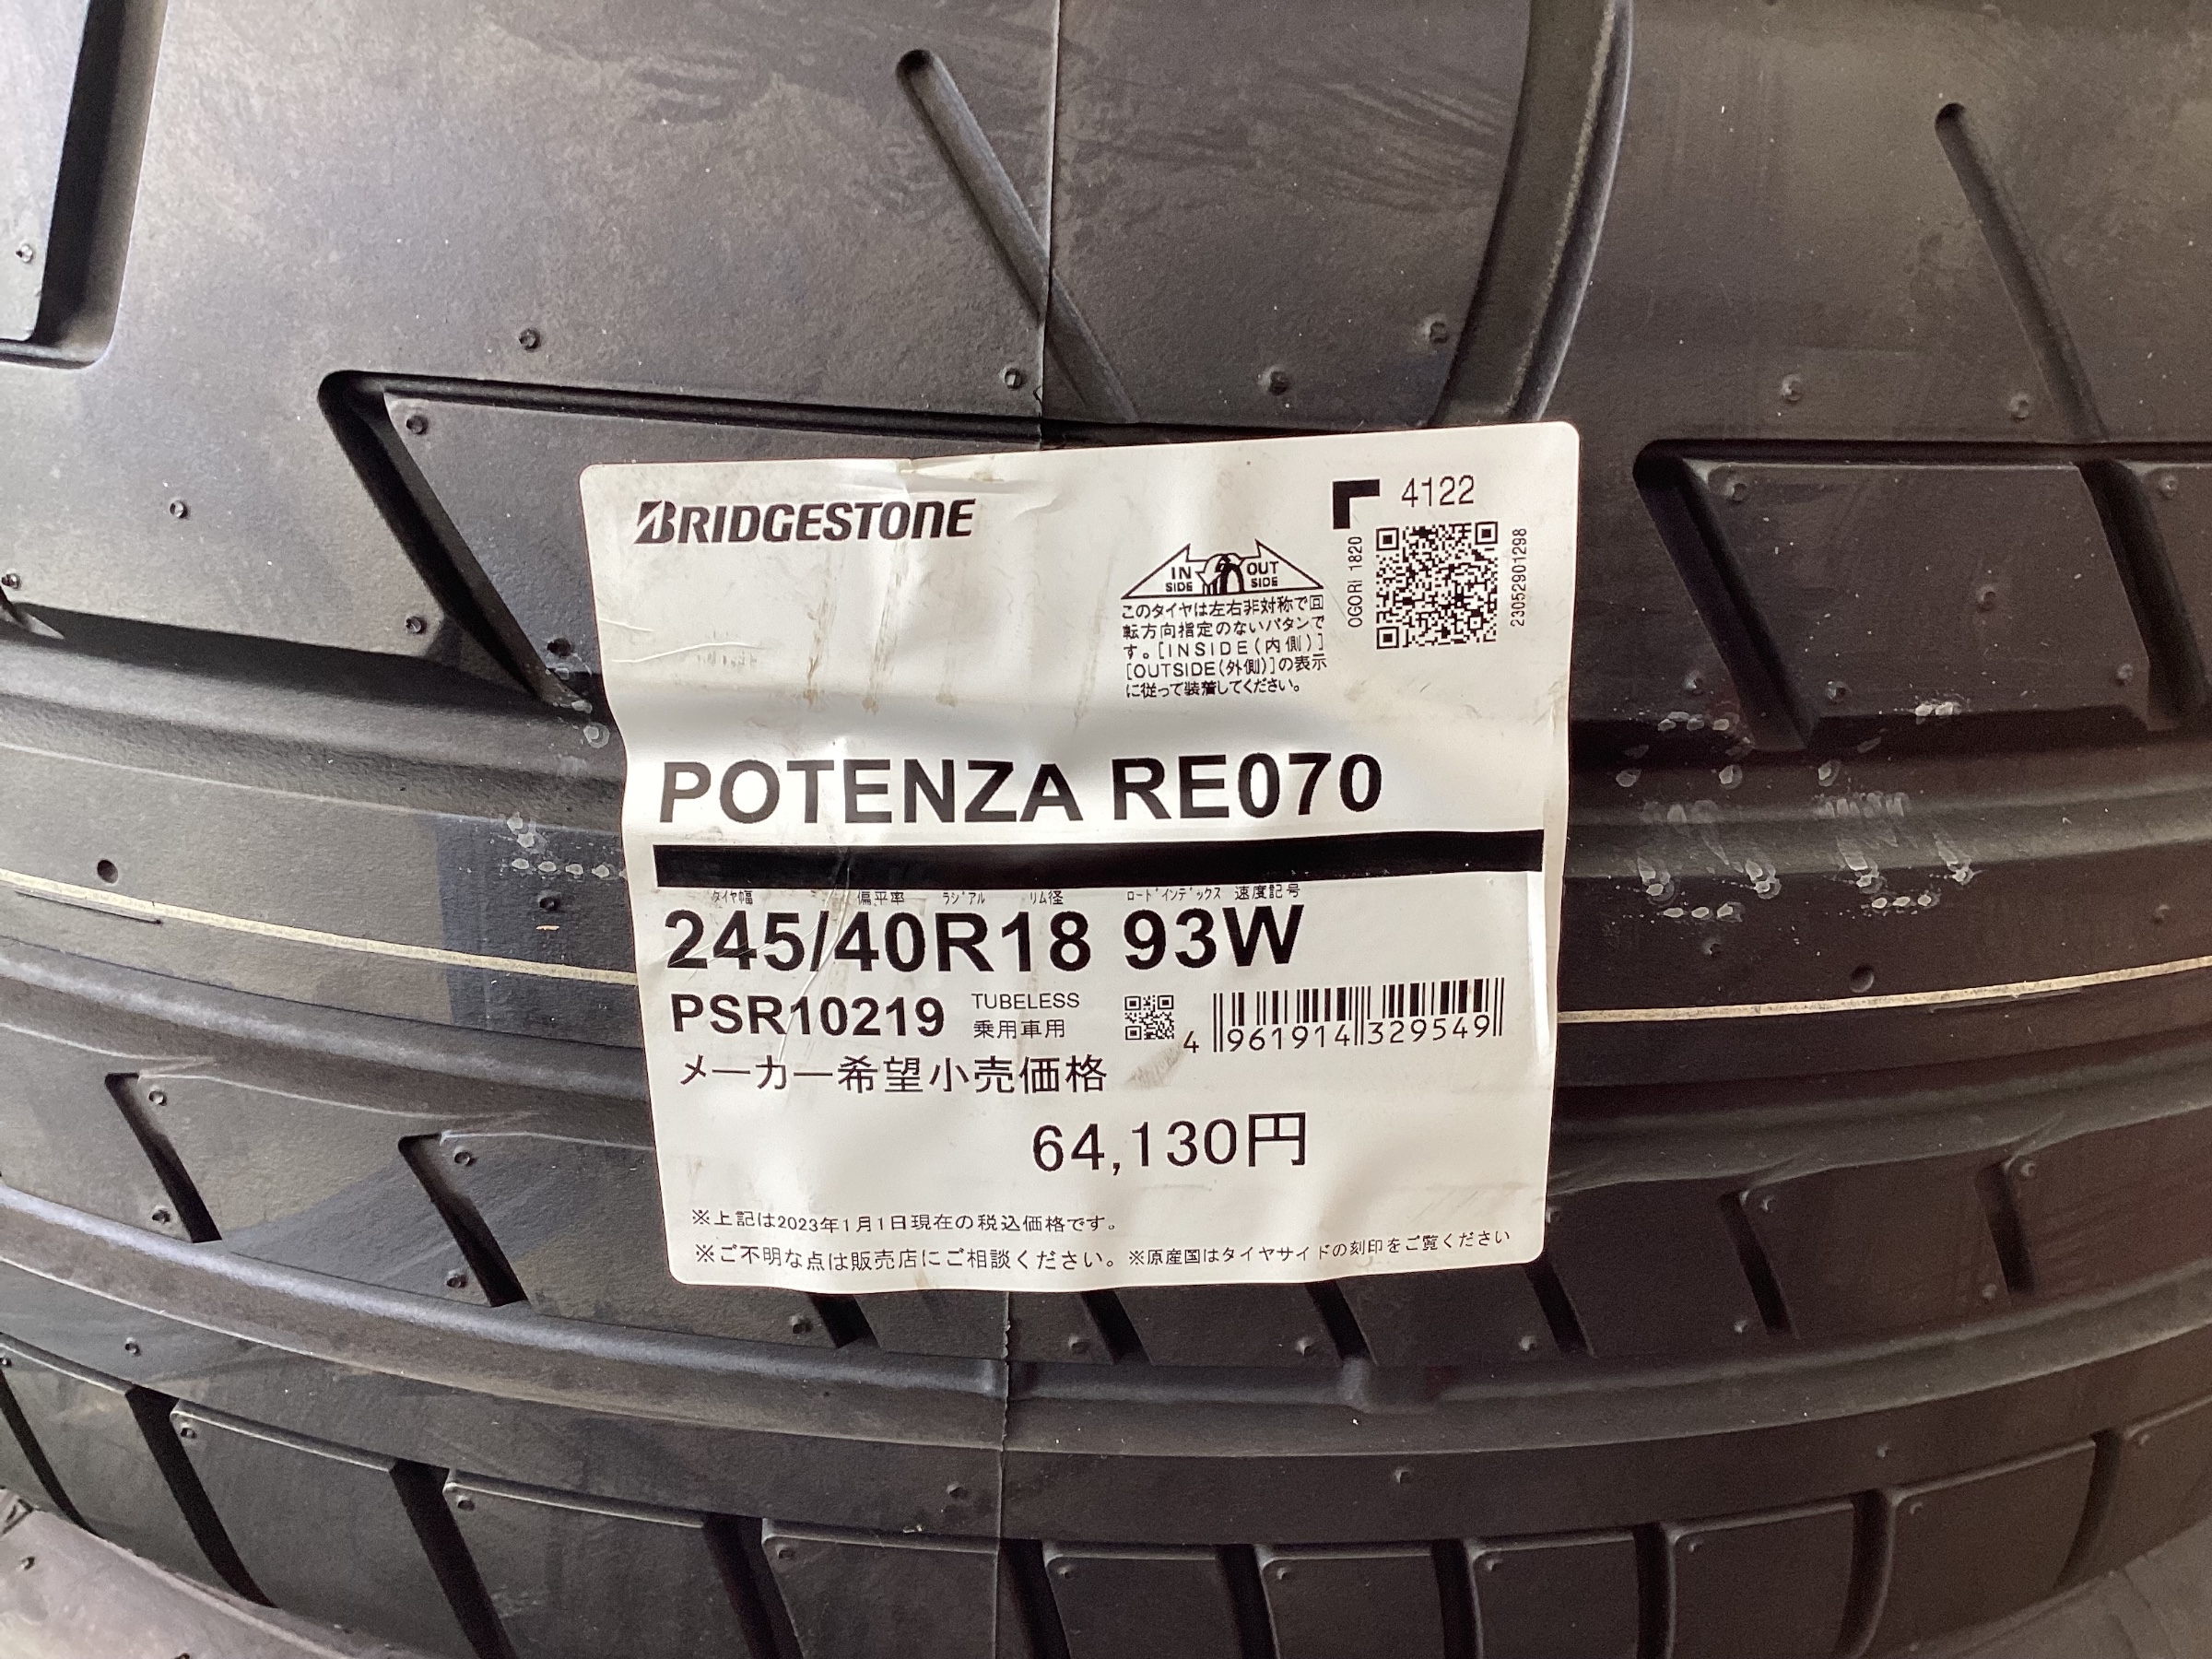 BRIDGESTONE
4122
IN SIDE OUT SIDE
OGORI 1820
23052901298
このタイヤは左右非対称で回
転方向指定のないパタンで
す。[INSIDE(内側)]
[OUTSIDE(外側)]の表示
に従って装着してください。
POTENZA RE070
タイヤ幅 偏平率 ラジアル リム径 ロードインデックス 速度記号
245/40R18 93W
PSR10219 TUBELESS
乗用車用
4 961914 329549
メーカー希望小売価格
64,130円
※上記は2023年1月1日現在の税込価格です。
※ご不明な点は販売店にご相談ください。※原産国はタイヤサイドの刻印をご覧ください